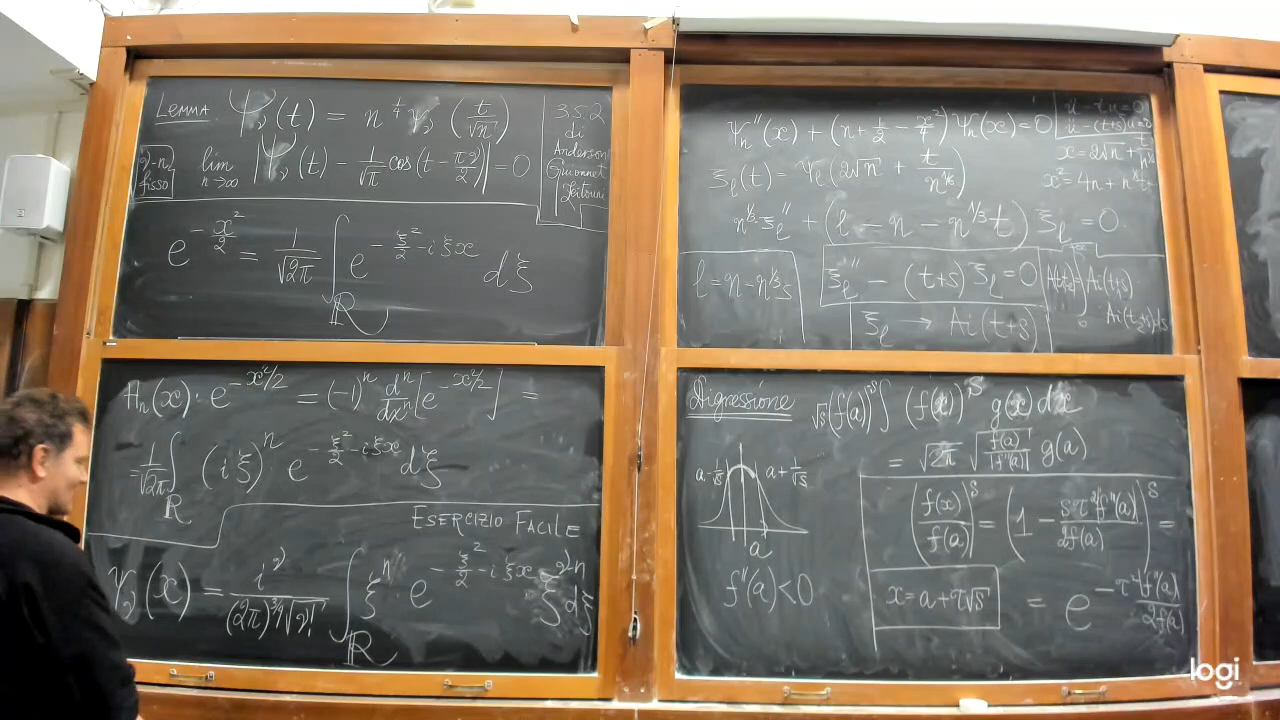 LEMMA Ψ_ν(t) = n^{1/4} ψ_ν (t/√n)
ν-n fisso lim_{n→∞} |Ψ_ν(t) - 1/√π cos(t - πν/2)| = 0
3.5.2
di
Anderson
Guionnet
Zeitouni
e^{-x²/2} = 1/√(2π) ∫_ℝ e^{-ξ²/2 - iξx} dξ
H_n(x)· e^{-x²/2} = (-1)^n d^n/dx^n [e^{-x²/2}] =
= 1/√(2π) ∫_ℝ (iξ)^n e^{-ξ²/2 - iξx} dξ
ESERCIZIO FACILE
ψ_ν(x) = i^ν/((2π)^{3/4}√ν!) ∫_ℝ ξ^n e^{-ξ²/2 - iξx} ξ^{ν-n} dξ
ψ_n''(x) + (n + 1/2 - x²/4) ψ_n(x) = 0
ü - tu = 0
ü - (t+s)u = 0
x = 2√n + t/n^{1/6}
ξ_l(t) = ψ_l(2√n + t/n^{1/6})
x² = 4n + n^{1/3}t
n^{1/3} ξ_l'' + (l - n - n^{1/3}t) ξ_l = 0
l = n - n^{1/3}s
ξ_l'' - (t+s) ξ_l = 0
ξ_l → Ai(t+s)
Ai(t+s)
Digressione √s (f(a))^{-s} ∫ (f(x))^s g(x) dx
= √2π √(f(a)/|f''(a)|) g(a)
a - 1/√s a + 1/√s
a
f''(a) < 0
(f(x)/f(a))^s = (1 - sτ²|f''(a)|/2f(a))^s =
x = a + τ√s
= e^{-τ²|f''(a)|/2f(a)}
logi